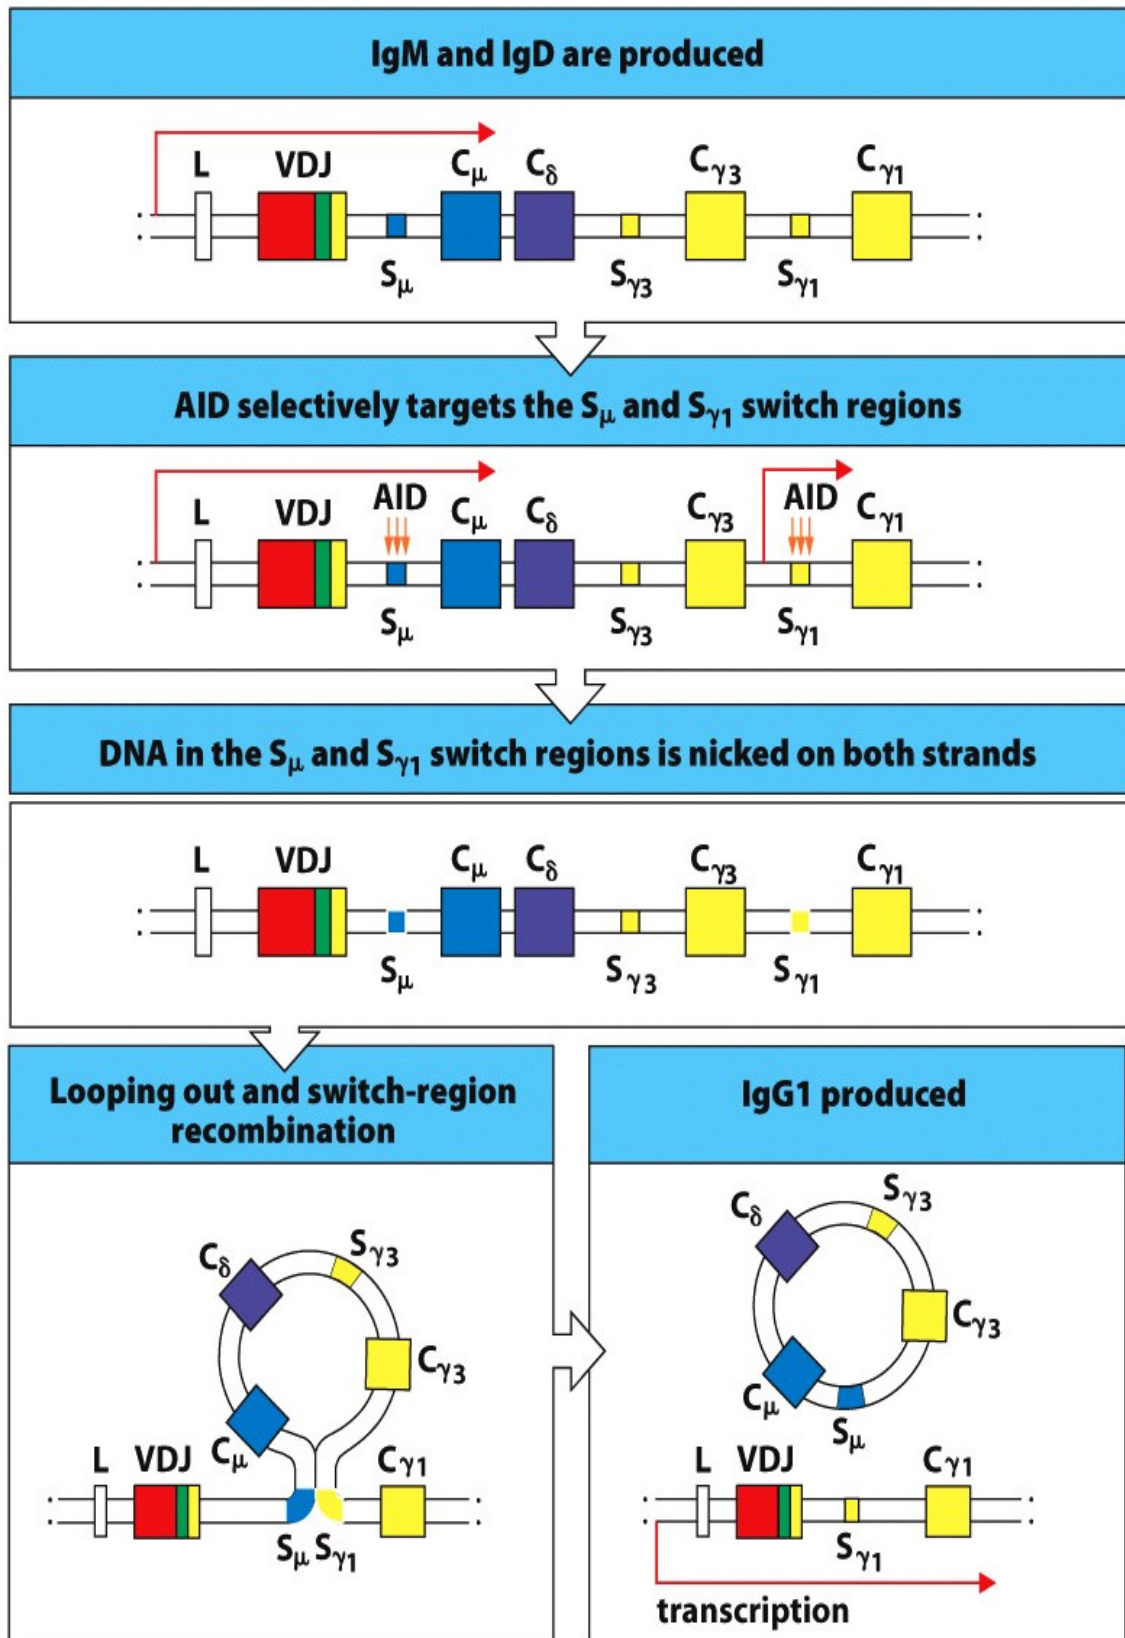 IgM and IgD are produced
L VDJ Cμ Cδ Cγ3 Cγ1
Sμ Sγ3 Sγ1
AID selectively targets the Sμ and Sγ1 switch regions
L VDJ AID Cμ Cδ Cγ3 AID Cγ1
Sμ Sγ3 Sγ1
DNA in the Sμ and Sγ1 switch regions is nicked on both strands
L VDJ Cμ Cδ Cγ3 Cγ1
Sμ Sγ3 Sγ1
Looping out and switch-region
recombination
Cδ Sγ3
Cγ3
Cμ
L VDJ Cγ1
Sμ Sγ1
IgG1 produced
Cδ Sγ3
Cγ3
Cμ
Sμ
L VDJ Cγ1
Sγ1
transcription